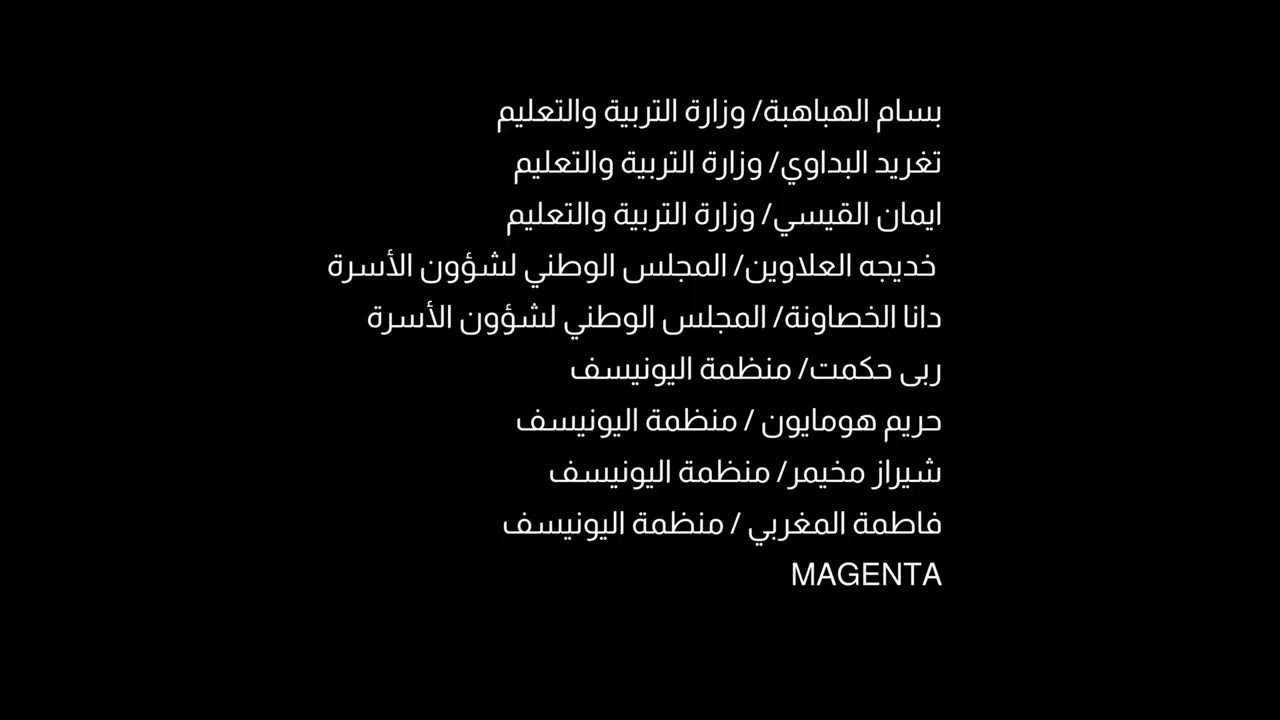 بسام الهباهبة/ وزارة التربية والتعليم
تغريد البداوي/ وزارة التربية والتعليم
ايمان القيسي/ وزارة التربية والتعليم
خديجه العلاوين/ المجلس الوطني لشؤون الأسرة
دانا الخصاونة/ المجلس الوطني لشؤون الأسرة
ربى حكمت/ منظمة اليونيسف
حريم هومايون / منظمة اليونيسف
شيراز مخيمر/ منظمة اليونيسف
فاطمة المغربي / منظمة اليونيسف
MAGENTA